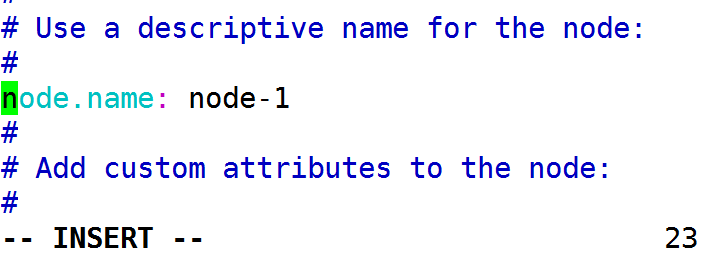 #
# Use a descriptive name for the node:
#
node.name: node-1
#
# Add custom attributes to the node:
#
-- INSERT -- 23